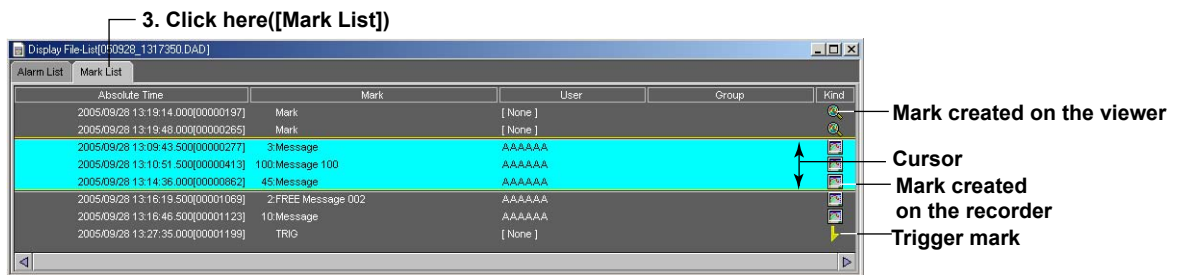 3. Click here([Mark List])
Display File-List[050928_1317350.DAD]
Alarm List Mark List
Absolute Time Mark User Group Kind
2005/09/28 13:19:14.000[00000197] Mark [ None ]
Mark created on the viewer
2005/09/28 13:19:48.000[00000265] Mark [ None ]
2005/09/28 13:09:43.500[00000277] 3:Message AAAAAA
2005/09/28 13:10:51.500[00000413] 100:Message 100 AAAAAA
Cursor
2005/09/28 13:14:36.000[00000862] 45:Message AAAAAA
Mark created
on the recorder
2005/09/28 13:16:19.500[00001069] 2:FREE Message 002 AAAAAA
2005/09/28 13:16:46.500[00001123] 10:Message AAAAAA
2005/09/28 13:27:35.000[00001199] TRIG [ None ]
Trigger mark